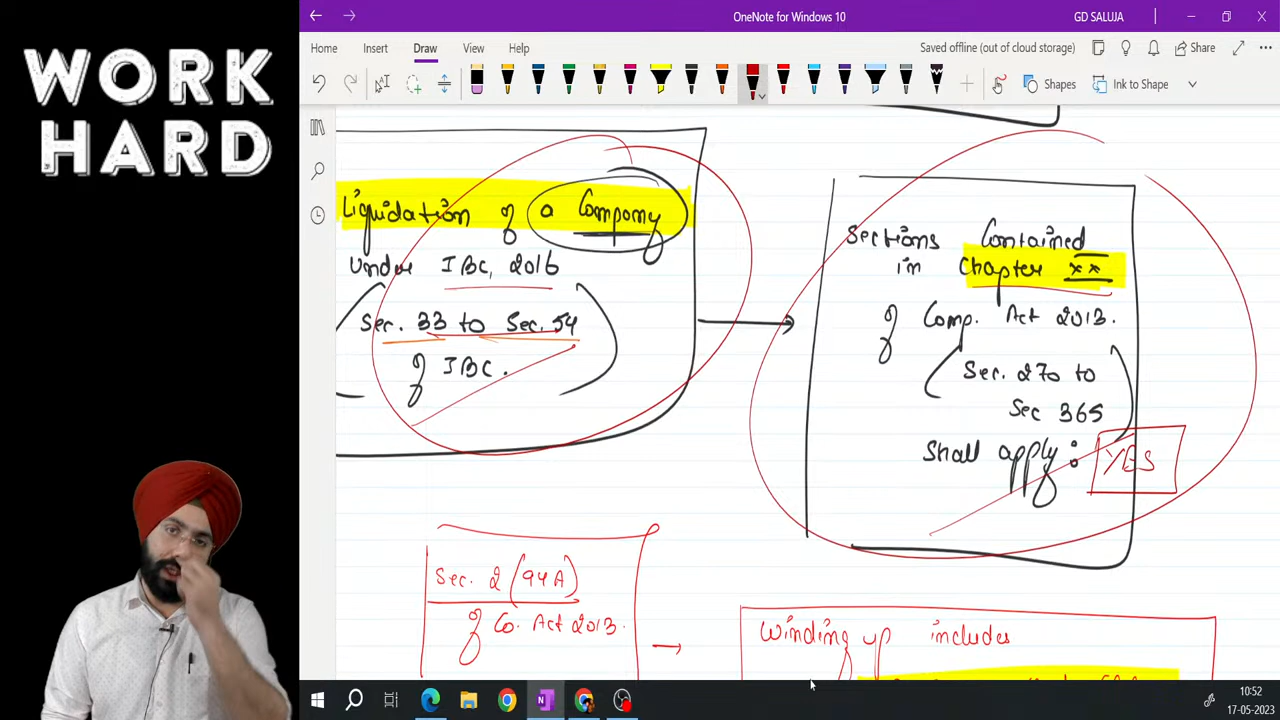 WORK
HARD
OneNote for Windows 10
GD SALUJA
Home Insert Draw View Help
Saved offline (out of cloud storage)
Share
Shapes
Ink to Shape
Liquidation of a Company
Under IBC, 2016
(Sec. 33 to Sec. 54
of IBC.)
Sections Contained
in Chapter xx
of Comp. Act 2013.
(Sec. 270 to
Sec 365)
Shall apply: YES
Sec. 2 (94A)
of Co. Act 2013.
Winding up includes
10:52
17-05-2023